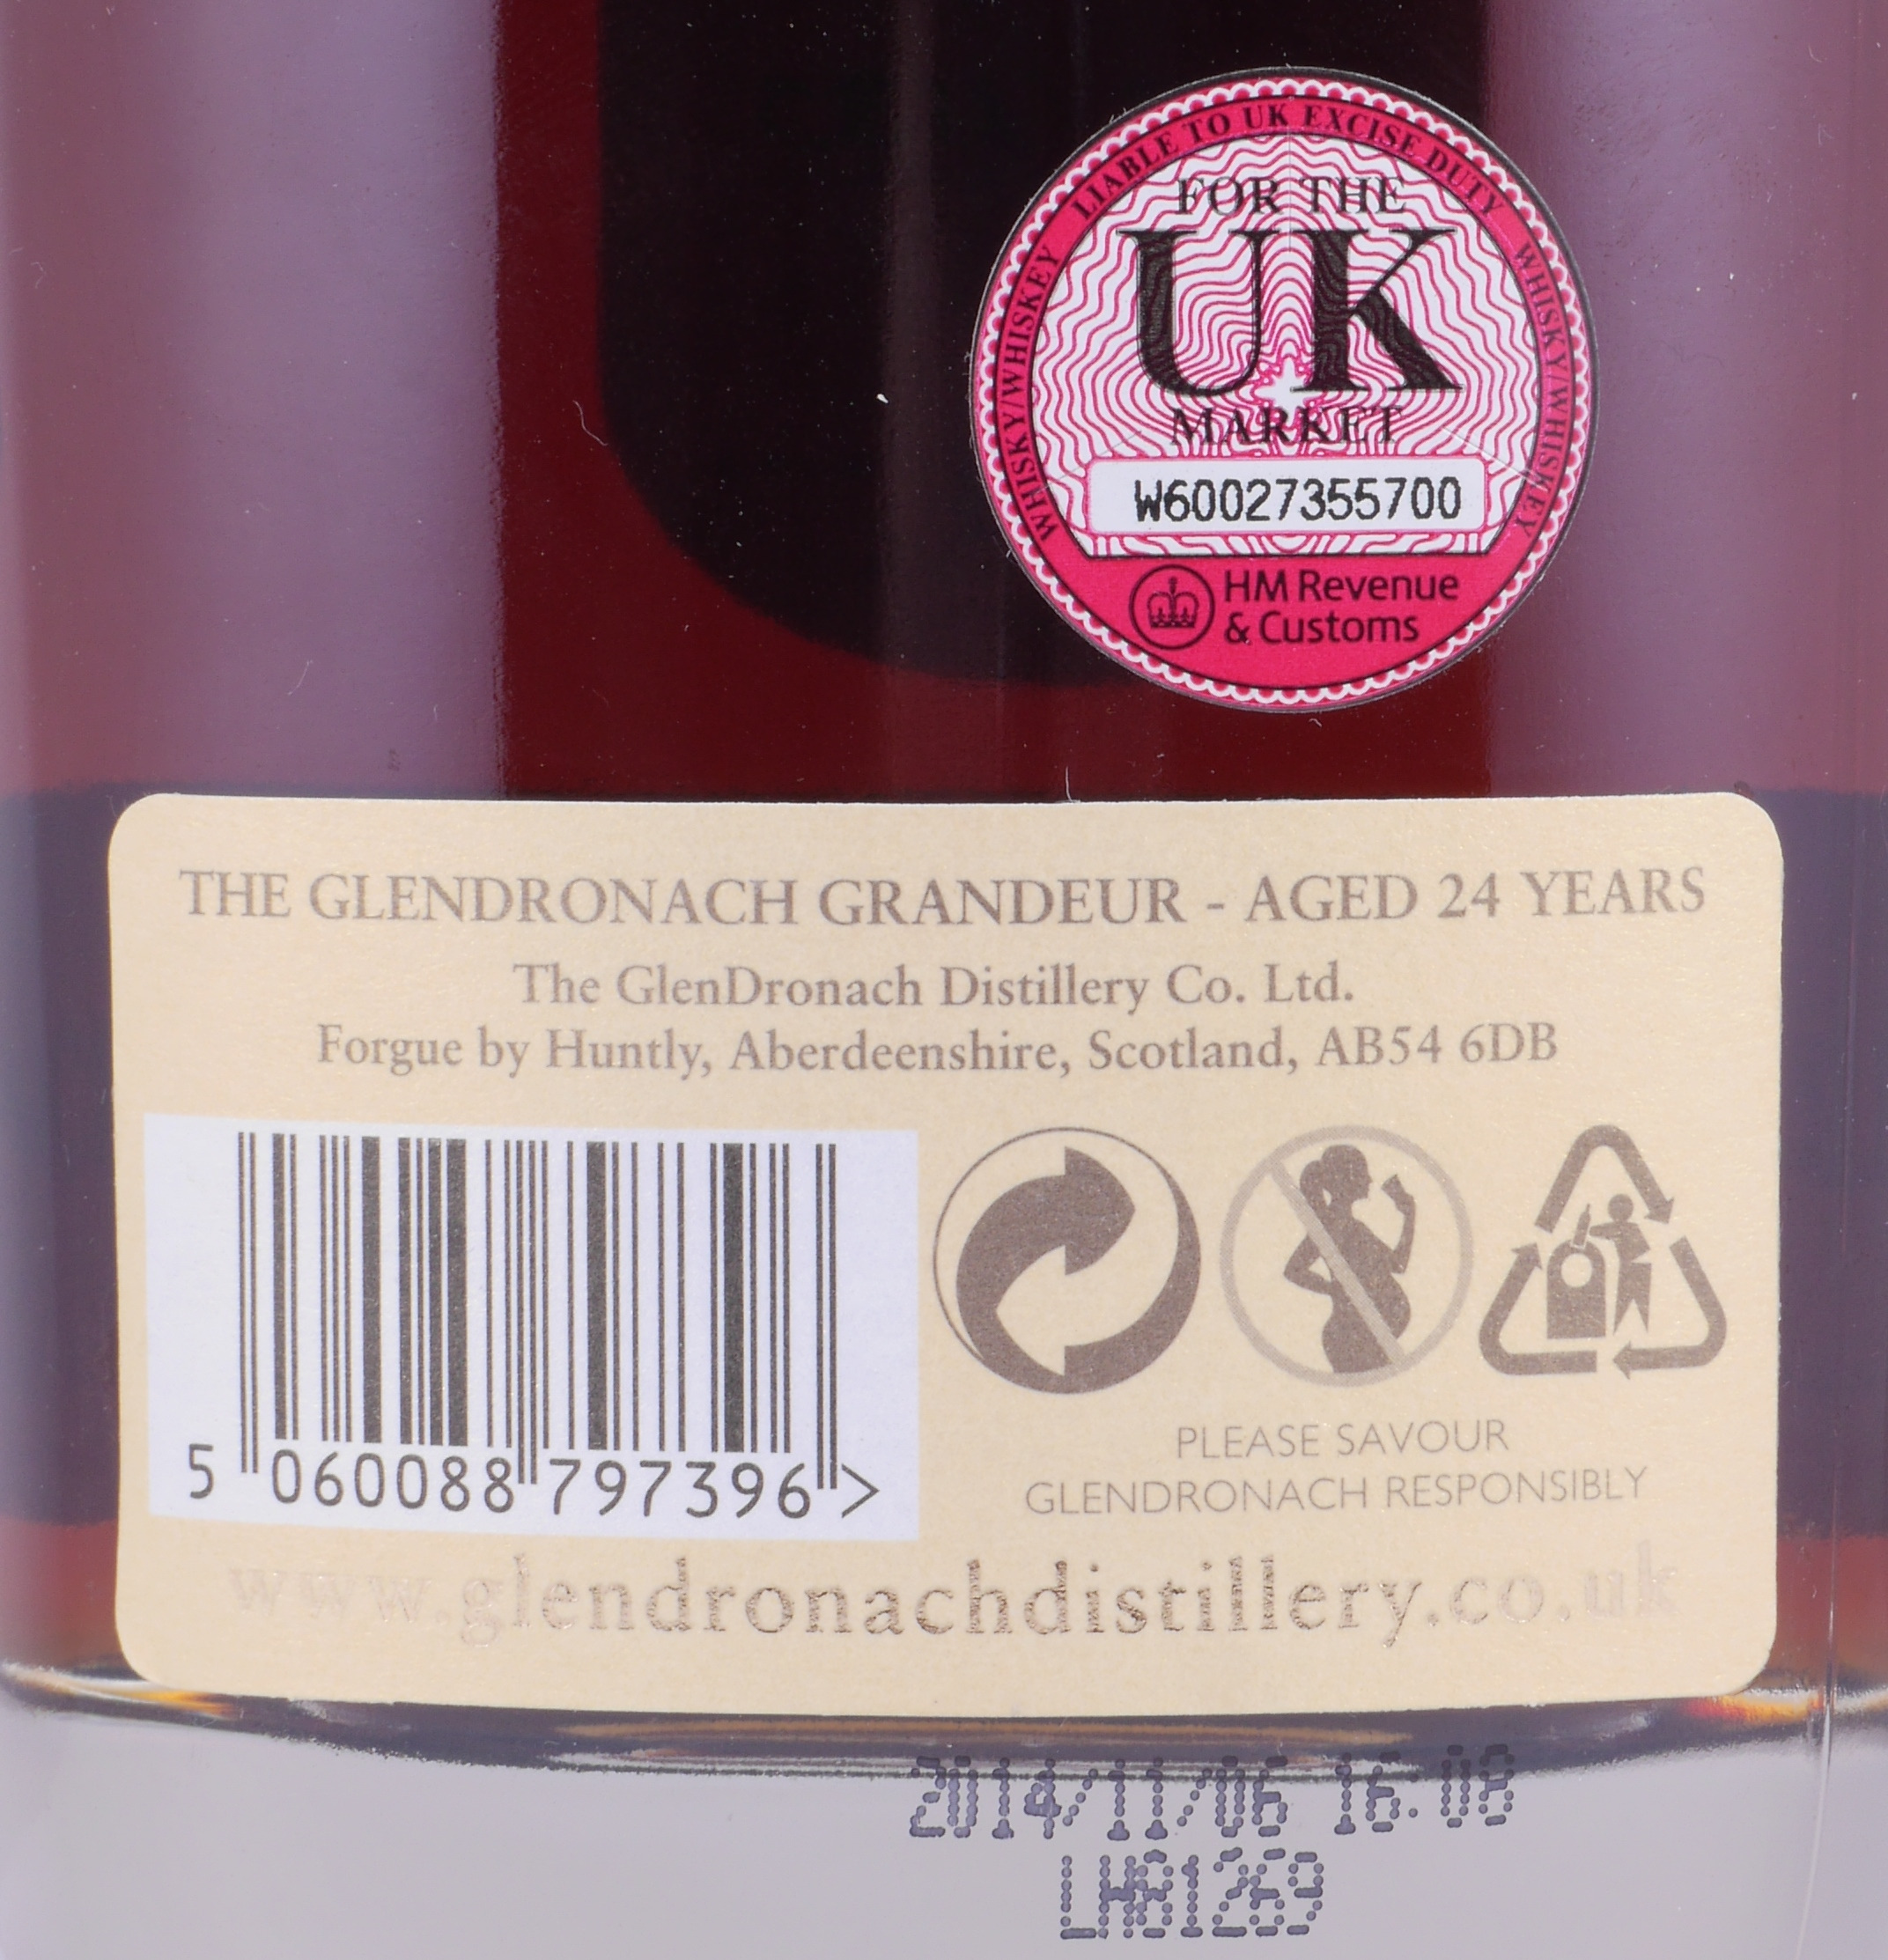 LIABLE TO UK EXCISE DUTY
WHISKY/WHISKEY
WHISKY/WHISKEY
FOR THE
UK
MARKET
W60027355700
HM Revenue
& Customs
THE GLENDRONACH GRANDEUR - AGED 24 YEARS
The GlenDronach Distillery Co. Ltd.
Forgue by Huntly, Aberdeenshire, Scotland, AB54 6DB
5 060088 797396 >
PLEASE SAVOUR
GLENDRONACH RESPONSIBLY
www.glendronachdistillery.co.uk
2014/11/06 16:08
LM81269